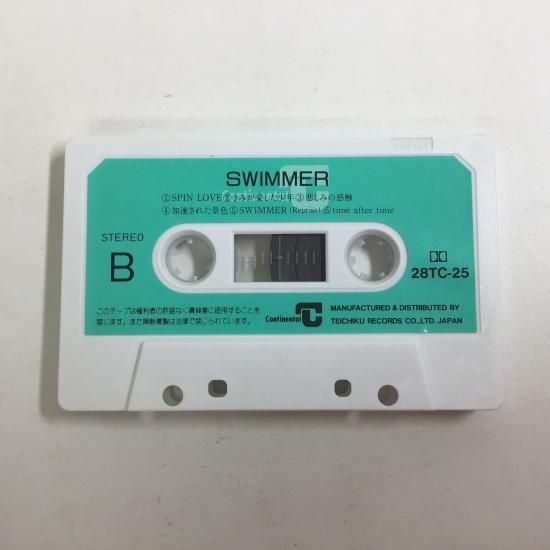 JAPAN
SWIMMER
Continental
①SPIN LOVE②きみが愛した少年③悲しみの感触
④加速された景色⑤SWIMMER(Reprise)⑥time after time
STEREO
B
28TC-25
このテープは権利者の許諾なく賃貸業に使用することを
禁じます。また無断複製は法律で禁じられています。
Continental
MANUFACTURED & DISTRIBUTED BY
TEICHIKU RECORDS CO.,LTD. JAPAN